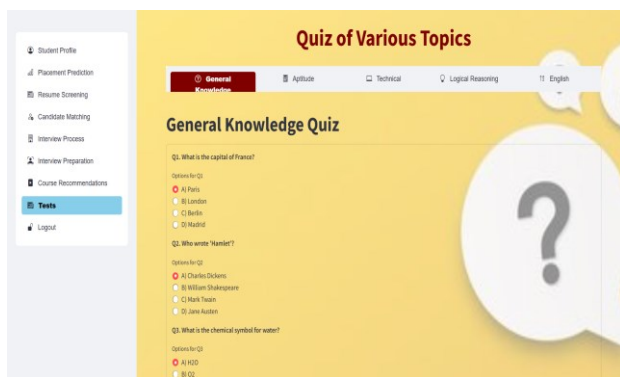 Student Profile
Placement Prediction
Resume Screening
Candidate Matching
Interview Process
Interview Preparation
Course Recommendations
Tests
Logout
Quiz of Various Topics
General Knowledge
Aptitude
Technical
Logical Reasoning
English
General Knowledge Quiz
Q1. What is the capital of France?
Options for Q1
A) Paris
B) London
C) Berlin
D) Madrid
Q2. Who wrote 'Hamlet'?
Options for Q2
A) Charles Dickens
B) William Shakespeare
C) Mark Twain
D) Jane Austen
Q3. What is the chemical symbol for water?
Options for Q3
A) H2O
B) O2
?